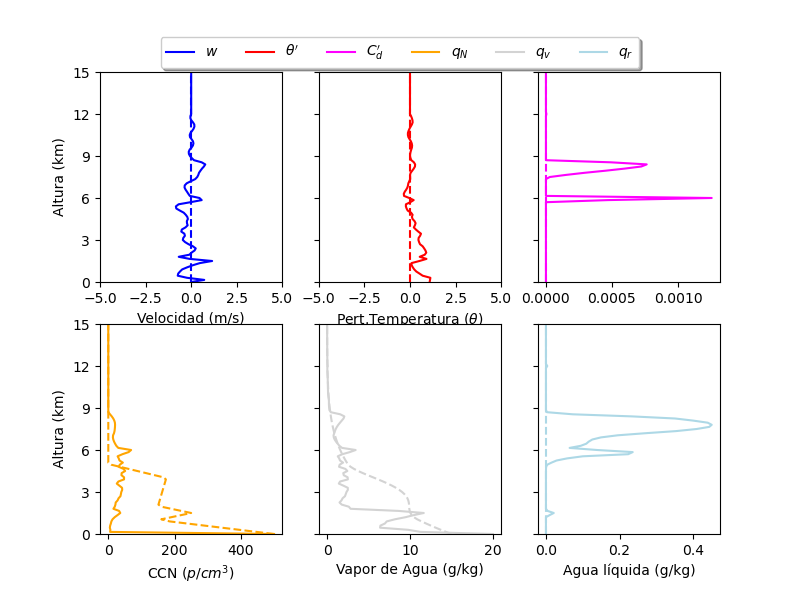 w θ′ C′d qN qv qr
15
12
9
6
3
0
Altura (km)
−5.0 −2.5 0.0 2.5 5.0
Velocidad (m/s)
−5.0 −2.5 0.0 2.5 5.0
Pert.Temperatura (θ)
0.0000 0.0005 0.0010
15
12
9
6
3
0
Altura (km)
0 200 400
CCN (p/cm³)
0 10 20
Vapor de Agua (g/kg)
0.0 0.2 0.4
Agua líquida (g/kg)